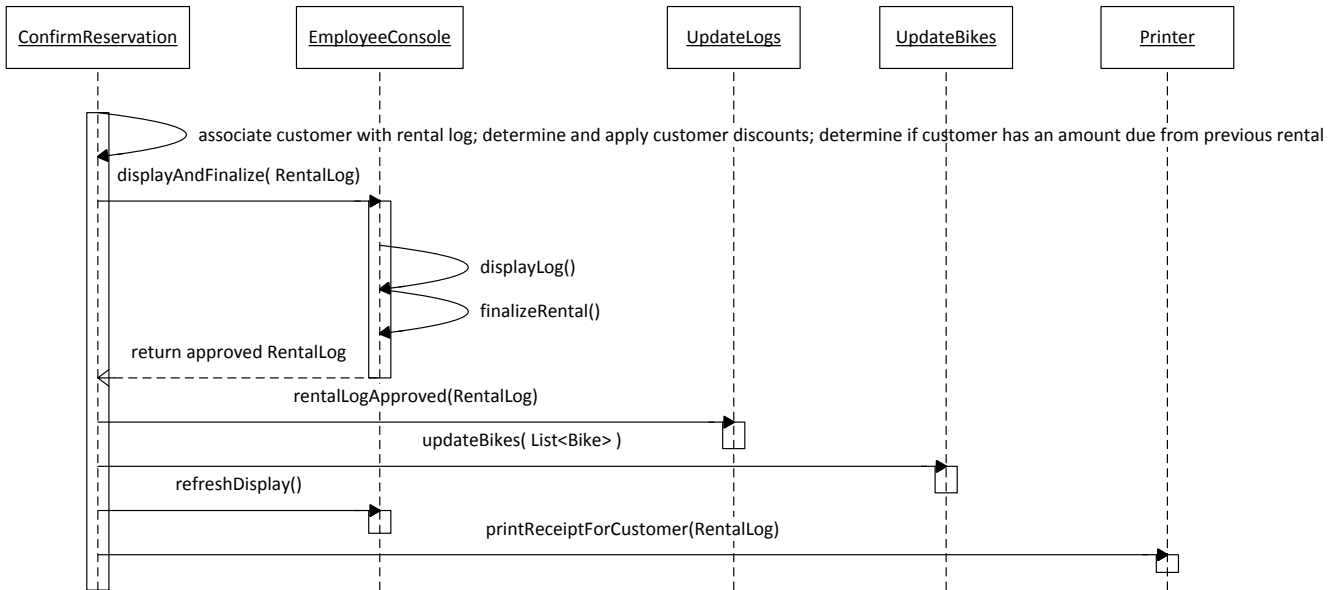 ConfirmReservation
EmployeeConsole
UpdateLogs
UpdateBikes
Printer
associate customer with rental log; determine and apply customer discounts; determine if customer has an amount due from previous rental
displayAndFinalize( RentalLog)
displayLog()
finalizeRental()
return approved RentalLog
rentalLogApproved(RentalLog)
updateBikes( List<Bike> )
refreshDisplay()
printReceiptForCustomer(RentalLog)